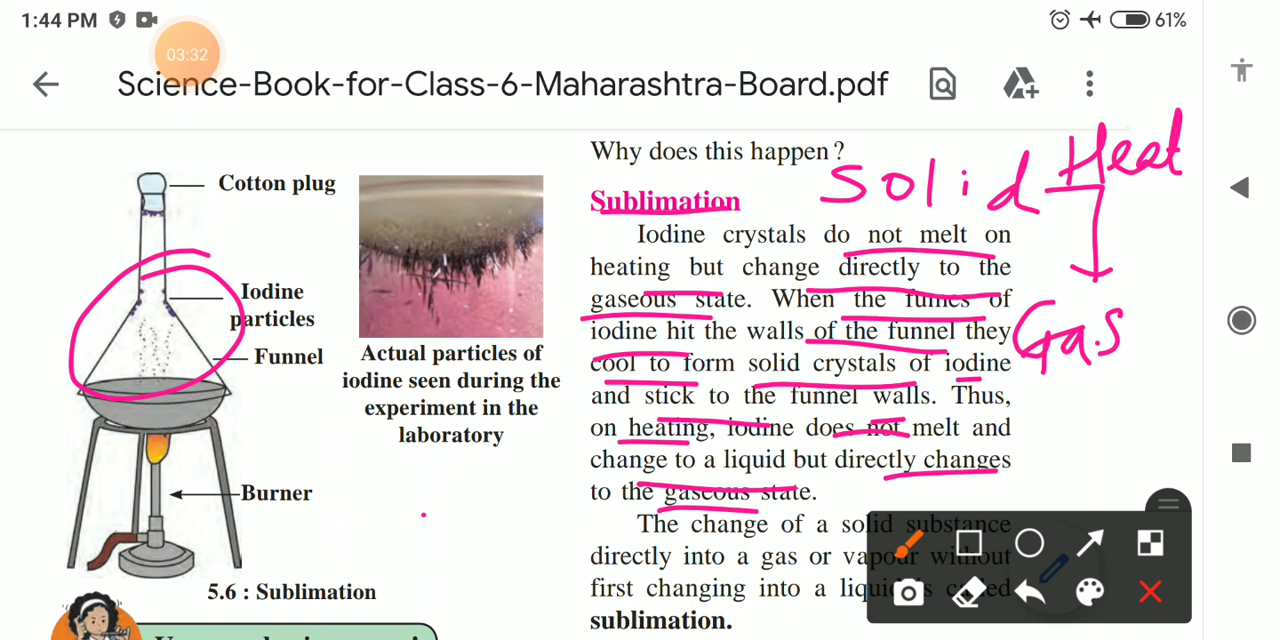 1:44 PM
61%
03:32
Science-Book-for-Class-6-Maharashtra-Board.pdf
Cotton plug
Iodine
particles
Funnel
Actual particles of
iodine seen during the
experiment in the
laboratory
Burner
5.6 : Sublimation
Why does this happen?
Solid Heat
Gas
Sublimation
Iodine crystals do not melt on
heating but change directly to the
gaseous state. When the fumes of
iodine hit the walls of the funnel they
cool to form solid crystals of iodine
and stick to the funnel walls. Thus,
on heating, iodine does not melt and
change to a liquid but directly changes
to the gaseous state.
The change of a solid substance
directly into a gas or vapour without
first changing into a liquid is called
sublimation.